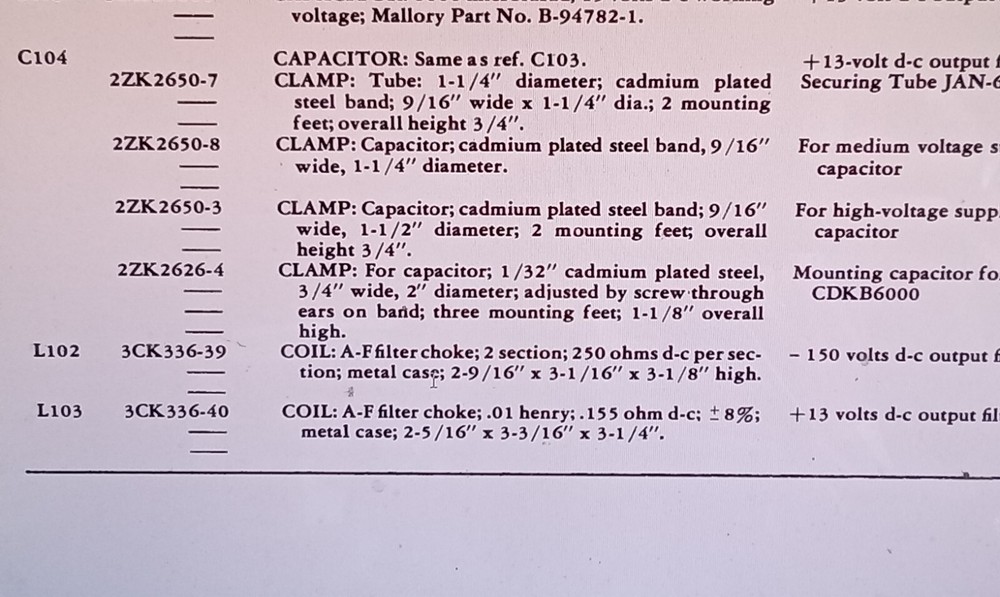 voltage; Mallory Part No. B-94782-1.
C104 CAPACITOR: Same as ref. C103. +13-volt d-c output
2ZK2650-7 CLAMP: Tube: 1-1/4″ diameter; cadmium plated Securing Tube JAN-6
steel band; 9/16″ wide x 1-1/4″ dia.; 2 mounting
feet; overall height 3/4″.
2ZK2650-8 CLAMP: Capacitor; cadmium plated steel band, 9/16″ For medium voltage s
wide, 1-1/4″ diameter. capacitor
2ZK2650-3 CLAMP: Capacitor; cadmium plated steel band; 9/16″ For high-voltage supp
wide, 1-1/2″ diameter; 2 mounting feet; overall capacitor
height 3/4″.
2ZK2626-4 CLAMP: For capacitor; 1/32″ cadmium plated steel, Mounting capacitor fo
3/4″ wide, 2″ diameter; adjusted by screw through CDKB6000
ears on band; three mounting feet; 1-1/8″ overall
high.
L102 3CK336-39 COIL: A-F filter choke; 2 section; 250 ohms d-c per sec- - 150 volts d-c output f
tion; metal case; 2-9/16″ x 3-1/16″ x 3-1/8″ high.
L103 3CK336-40 COIL: A-F filter choke; .01 henry; .155 ohm d-c; ±8%; +13 volts d-c output fil
metal case; 2-5/16″ x 3-3/16″ x 3-1/4″.